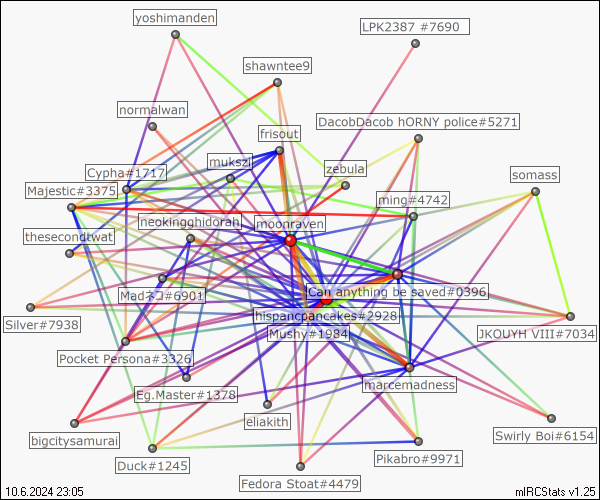 yoshimanden
LPK2387 #7690
shawntee9
normalwan
DacobDacob hORNY police#5271
frisout
mukszi
zebula
Cypha#1717
somass
Majestic#3375
ming#4742
neokingghidorah
moonraven
thesecondtwat
Madネコ#6901
Can anything be saved#0396
hispancpancakes#2928
Silver#7938
Mushy#1984
JKOUYH VIII#7034
Pocket Persona#3326
marcemadness
Eg.Master#1378
eliakith
bigcitysamurai
Swirly Boi#6154
Pikabro#9971
Duck#1245
Fedora Stoat#4479
10.6.2024 23:05
mIRCStats v1.25